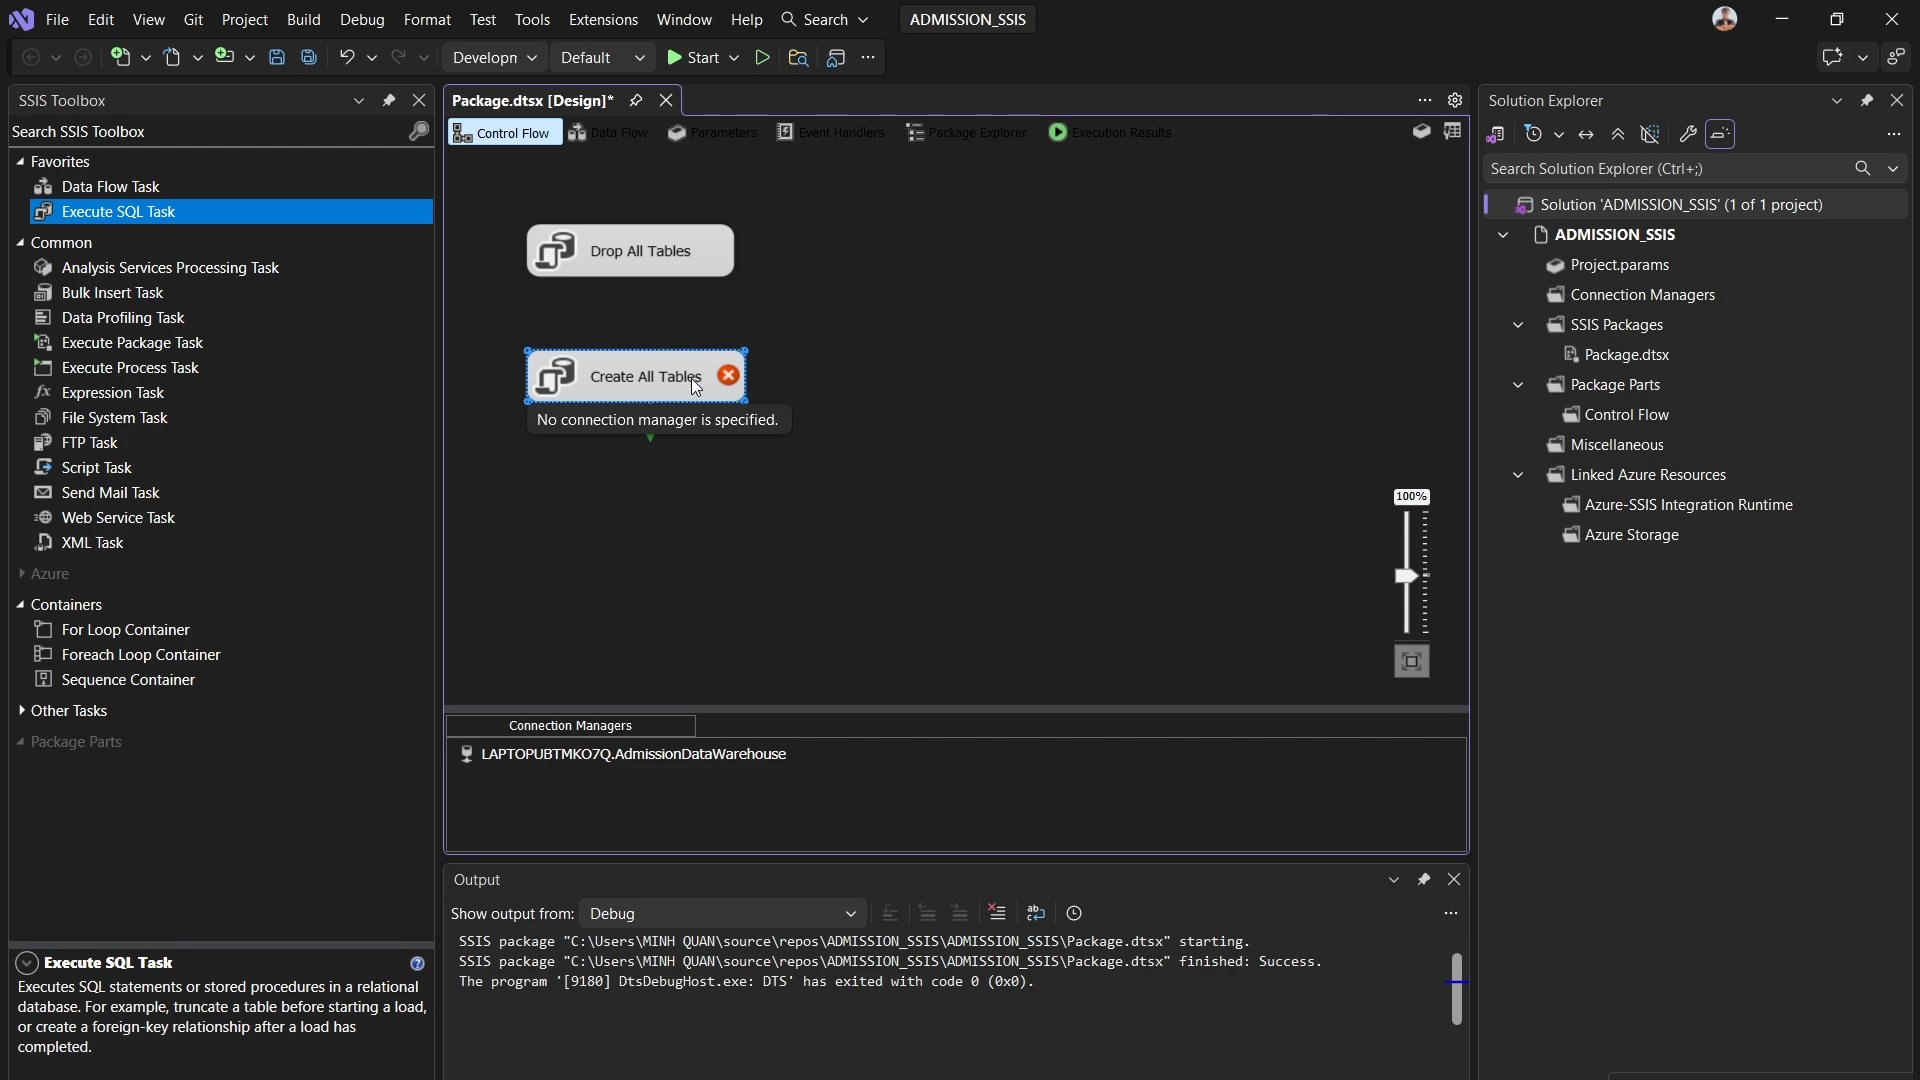 File Edit View Git Project Build Debug Format Test Tools Extensions Window Help Search ADMISSION_SSIS
Developn Default Start
SSIS Toolbox
Search SSIS Toolbox
Favorites
Data Flow Task
Execute SQL Task
Common
Analysis Services Processing Task
Bulk Insert Task
Data Profiling Task
Execute Package Task
Execute Process Task
Expression Task
File System Task
FTP Task
Script Task
Send Mail Task
Web Service Task
XML Task
Azure
Containers
For Loop Container
Foreach Loop Container
Sequence Container
Other Tasks
Package Parts
Execute SQL Task
Executes SQL statements or stored procedures in a relational
database. For example, truncate a table before starting a load,
or create a foreign-key relationship after a load has
completed.
Package.dtsx [Design]*
Control Flow Data Flow Parameters Event Handlers Package Explorer Execution Results
Drop All Tables
Create All Tables
No connection manager is specified.
100%
Connection Managers
LAPTOPUBTMKO7Q.AdmissionDataWarehouse
Output
Show output from: Debug
SSIS package "C:\Users\MINH QUAN\source\repos\ADMISSION_SSIS\ADMISSION_SSIS\Package.dtsx" starting.
SSIS package "C:\Users\MINH QUAN\source\repos\ADMISSION_SSIS\ADMISSION_SSIS\Package.dtsx" finished: Success.
The program '[9180] DtsDebugHost.exe: DTS' has exited with code 0 (0x0).
Solution Explorer
Search Solution Explorer (Ctrl+;)
Solution 'ADMISSION_SSIS' (1 of 1 project)
ADMISSION_SSIS
Project.params
Connection Managers
SSIS Packages
Package.dtsx
Package Parts
Control Flow
Miscellaneous
Linked Azure Resources
Azure-SSIS Integration Runtime
Azure Storage